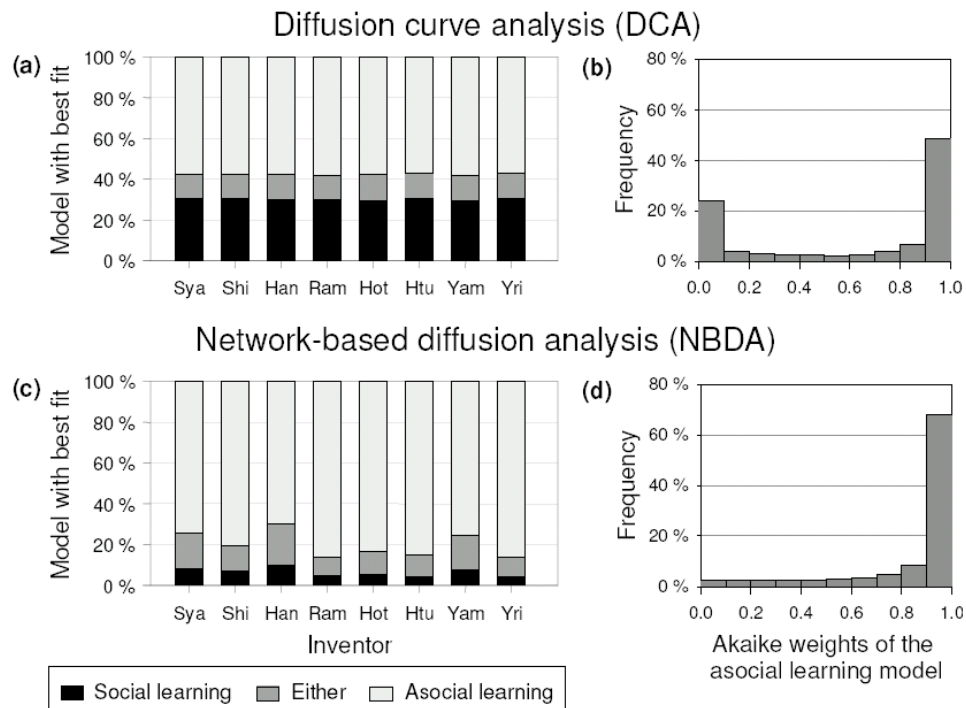 Diffusion curve analysis (DCA)
(a)
Model with best fit
100 %
80 %
60 %
40 %
20 %
0 %
Sya Shi Han Ram Hot Htu Yam Yri
(b)
Frequency
80 %
60 %
40 %
20 %
0 %
0.0 0.2 0.4 0.6 0.8 1.0
Network-based diffusion analysis (NBDA)
(c)
Model with best fit
100 %
80 %
60 %
40 %
20 %
0 %
Sya Shi Han Ram Hot Htu Yam Yri
Inventor
(d)
Frequency
80 %
60 %
40 %
20 %
0 %
0.0 0.2 0.4 0.6 0.8 1.0
Akaike weights of the
asocial learning model
Social learning Either Asocial learning